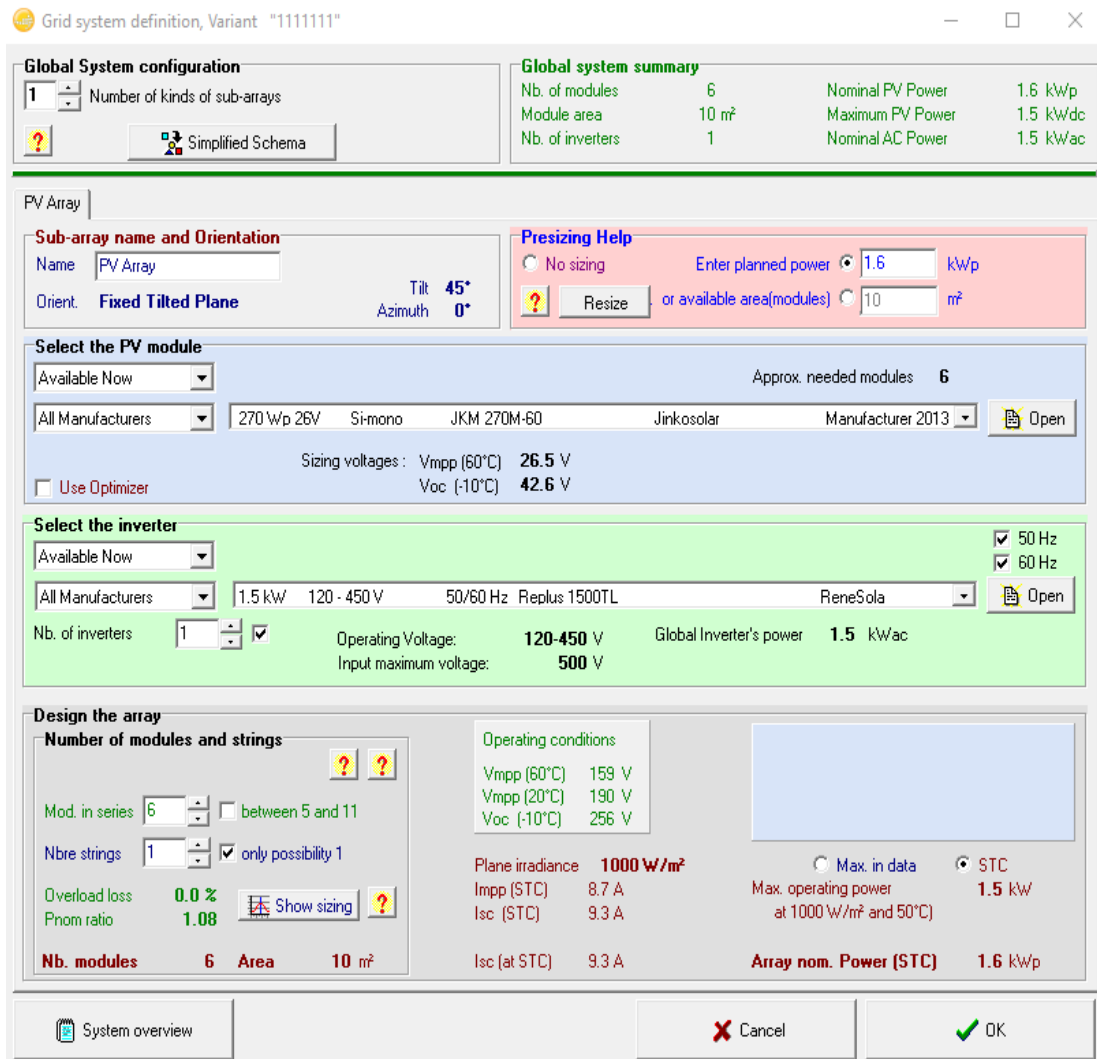 Grid system definition, Variant "1111111"
Global System configuration
1 Number of kinds of sub-arrays
? Simplified Schema
Global system summary
Nb. of modules 6 Nominal PV Power 1.6 kWp
Module area 10 m² Maximum PV Power 1.5 kWdc
Nb. of inverters 1 Nominal AC Power 1.5 kWac
PV Array
Sub-array name and Orientation
Name PV Array
Orient. Fixed Tilted Plane
Tilt 45°
Azimuth 0°
Presizing Help
No sizing Enter planned power 1.6 kWp
? Resize . or available area(modules) 10 m²
Select the PV module
Available Now Approx. needed modules 6
All Manufacturers 270 Wp 26V Si-mono JKM 270M-60 Jinkosolar Manufacturer 2013 Open
Sizing voltages : Vmpp (60°C) 26.5 V
Use Optimizer Voc (-10°C) 42.6 V
Select the inverter
Available Now 50 Hz
60 Hz
All Manufacturers 1.5 kW 120 - 450 V 50/60 Hz Replus 1500TL ReneSola Open
Nb. of inverters 1 Operating Voltage: 120-450 V Global Inverter's power 1.5 kWac
Input maximum voltage: 500 V
Design the array
Number of modules and strings
? ?
Mod. in series 6 between 5 and 11
Nbre strings 1 only possibility 1
Overload loss 0.0 %
Pnom ratio 1.08
Show sizing ?
Nb. modules 6 Area 10 m²
Operating conditions
Vmpp (60°C) 159 V
Vmpp (20°C) 190 V
Voc (-10°C) 256 V
Plane irradiance 1000 W/m²
Impp (STC) 8.7 A
Isc (STC) 9.3 A
Isc (at STC) 9.3 A
Max. in data STC
Max. operating power 1.5 kW
at 1000 W/m² and 50°C)
Array nom. Power (STC) 1.6 kWp
System overview Cancel OK